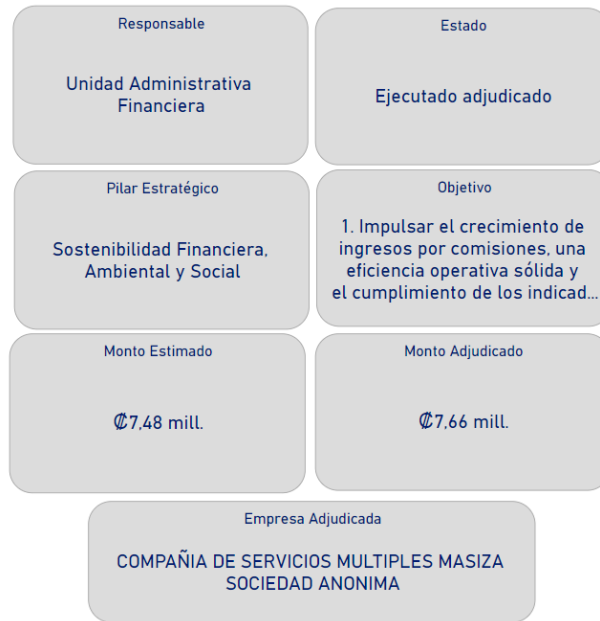 Responsable
Unidad Administrativa
Financiera
Estado
Ejecutado adjudicado
Pilar Estratégico
Sostenibilidad Financiera,
Ambiental y Social
Objetivo
1. Impulsar el crecimiento de
ingresos por comisiones, una
eficiencia operativa sólida y
el cumplimiento de los indicad...
Monto Estimado
₡7,48 mill.
Monto Adjudicado
₡7,66 mill.
Empresa Adjudicada
COMPAÑIA DE SERVICIOS MULTIPLES MASIZA
SOCIEDAD ANONIMA